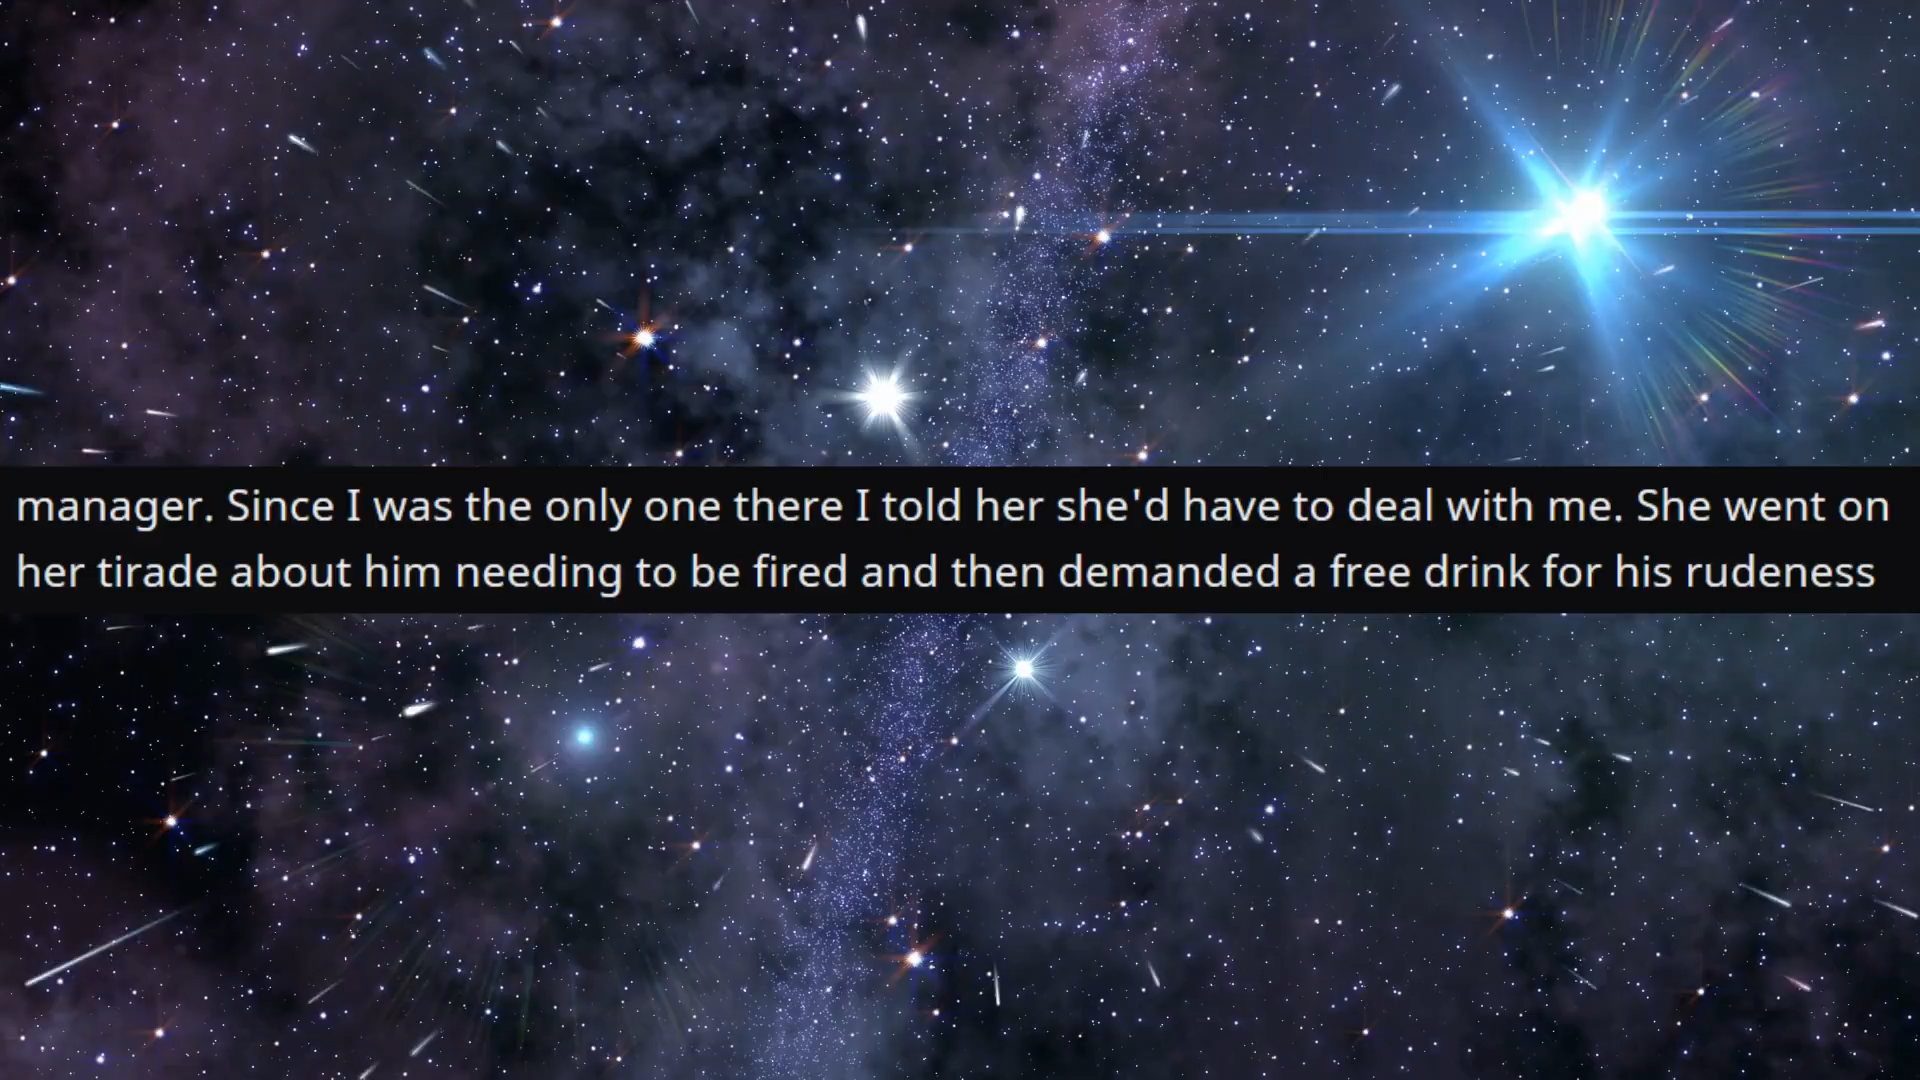 manager. Since I was the only one there I told her she'd have to deal with me. She went on
her tirade about him needing to be fired and then demanded a free drink for his rudeness